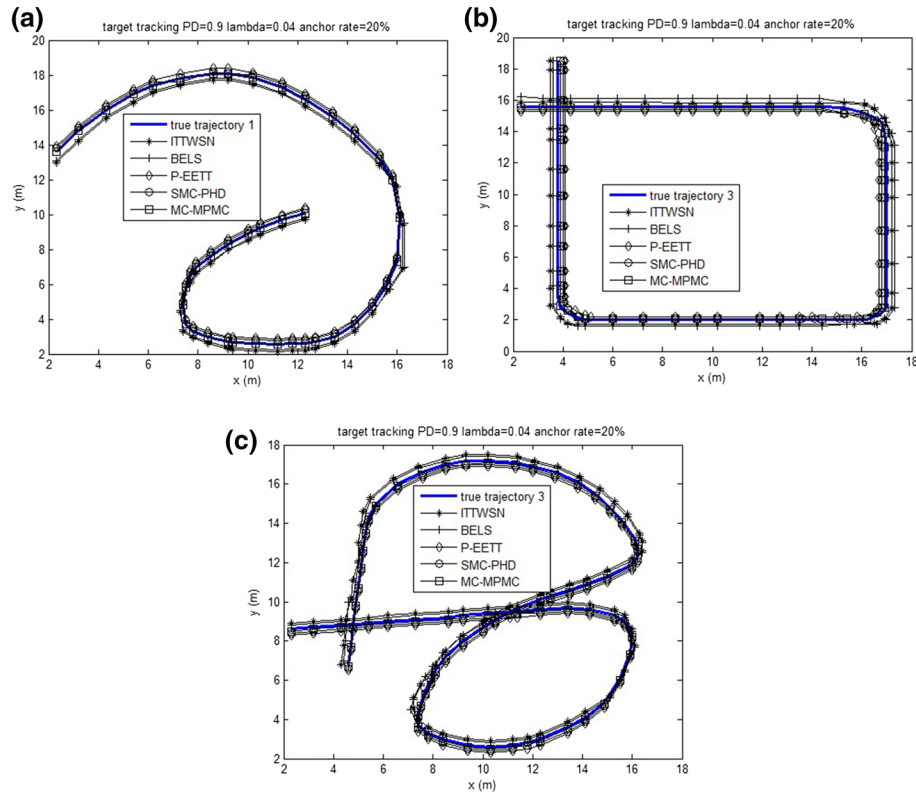 (a)
target tracking PD=0.9 lambda=0.04 anchor rate=20%
20
18
16
14
12
10
8
6
4
2
y (m)
true trajectory 1
ITTWSN
BELS
P-EETT
SMC-PHD
MC-MPMC
2 4 6 8 10 12 14 16 18
x (m)
(b)
target tracking PD=0.9 lambda=0.04 anchor rate=20%
20
18
16
14
12
10
8
6
4
2
0
y (m)
true trajectory 3
ITTWSN
BELS
P-EETT
SMC-PHD
MC-MPMC
2 4 6 8 10 12 14 16 18
x (m)
(c)
target tracking PD=0.9 lambda=0.04 anchor rate=20%
18
16
14
12
10
8
6
4
2
y (m)
true trajectory 3
ITTWSN
BELS
P-EETT
SMC-PHD
MC-MPMC
2 4 6 8 10 12 14 16 18
x (m)